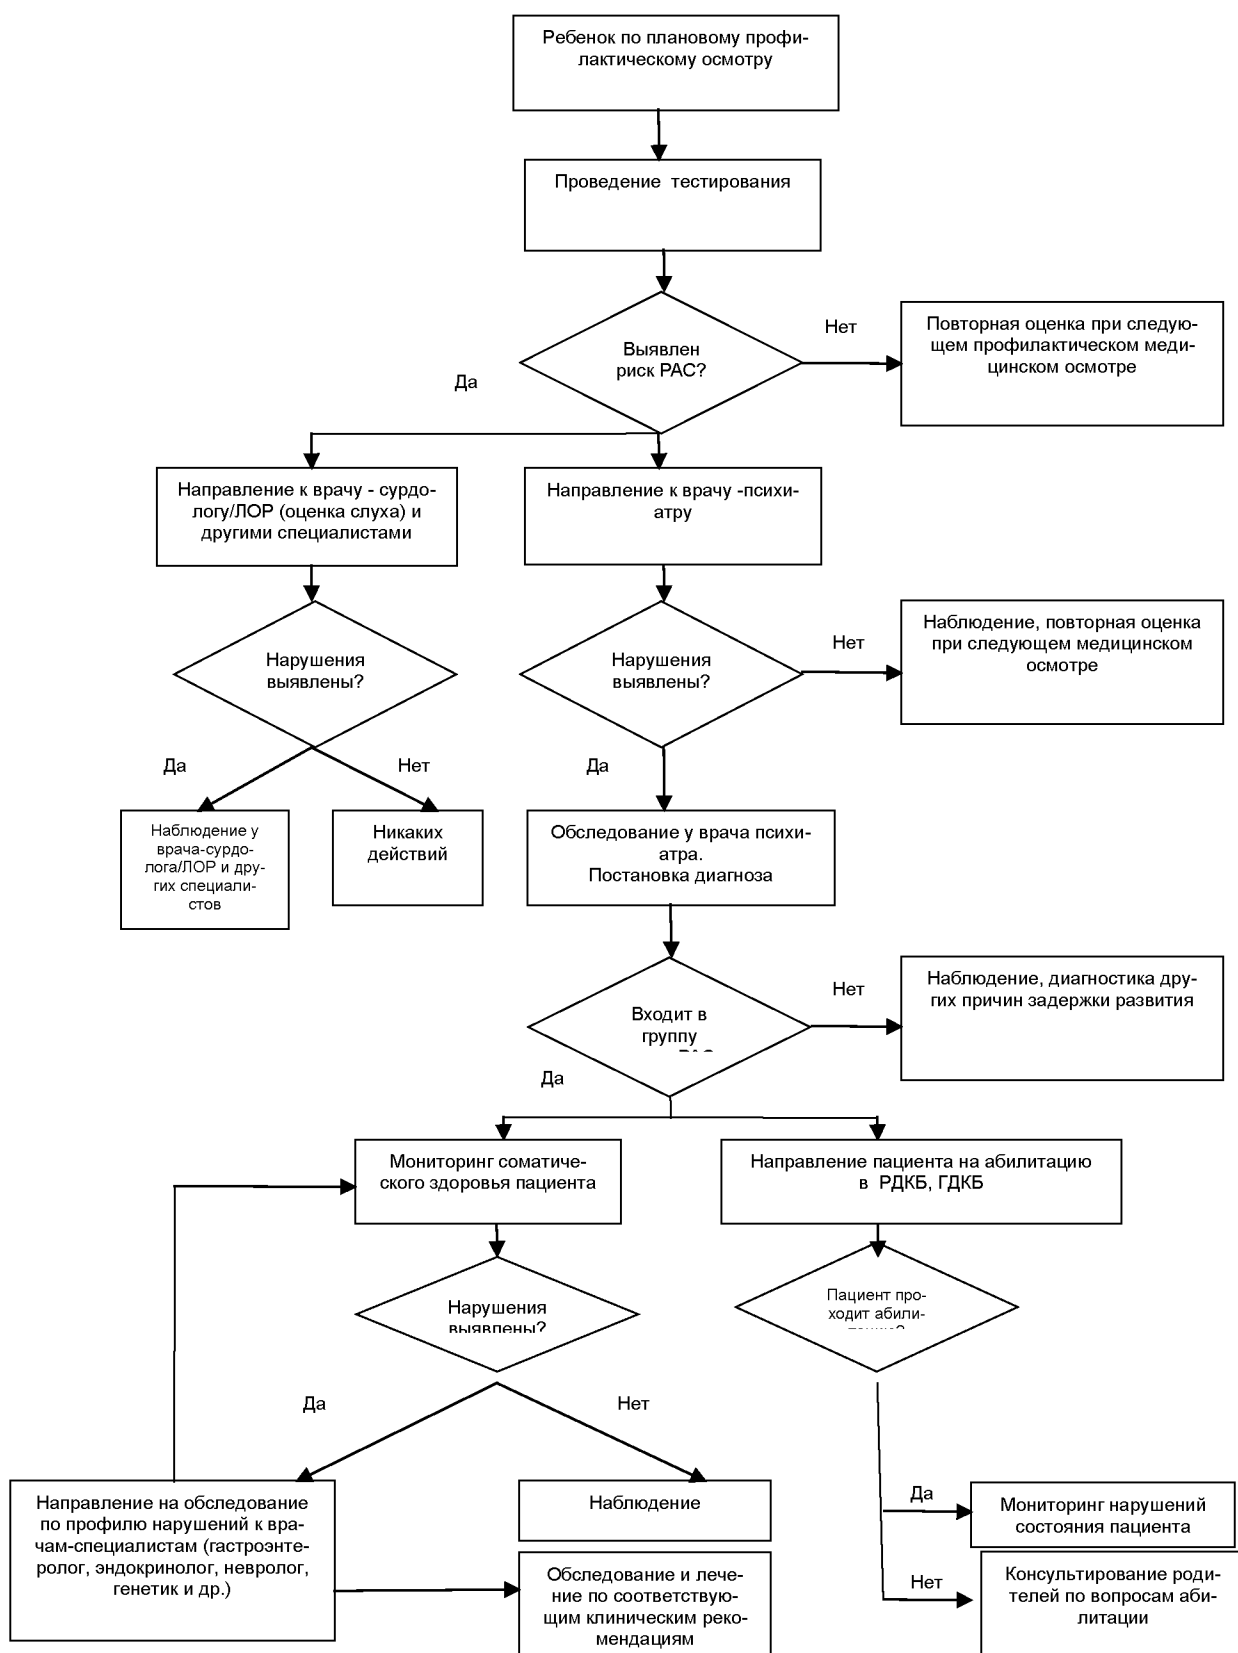 Ребенок по плановому профи-
лактическому осмотру
Проведение тестирования
Выявлен
риск РАС?
Нет
Повторная оценка при следую-
щем профилактическом меди-
цинском осмотре
Да
Направление к врачу - сурдо-
логу/ЛОР (оценка слуха) и
другими специалистами
Направление к врачу -психи-
атру
Нарушения
выявлены?
Нарушения
выявлены?
Нет
Наблюдение, повторная оценка
при следующем медицинском
осмотре
Да
Нет
Да
Наблюдение у
врача-сурдо-
лога/ЛОР и дру-
гих специали-
стов
Никаких
действий
Обследование у врача психи-
атра.
Постановка диагноза
Входит в
группу
Нет
Наблюдение, диагностика дру-
гих причин задержки развития
Да
Мониторинг соматиче-
ского здоровья пациента
Направление пациента на абилитацию
в РДКБ, ГДКБ
Нарушения
выявлены?
Пациент про-
ходит абили-
Да
Нет
Направление на обследование
по профилю нарушений к вра-
чам-специалистам (гастроэнте-
ролог, эндокринолог, невролог,
генетик и др.)
Наблюдение
Обследование и лече-
ние по соответствую-
щим клиническим реко-
мендациям
Да
Мониторинг нарушений
состояния пациента
Нет
Консультирование роди-
телей по вопросам аби-
литации